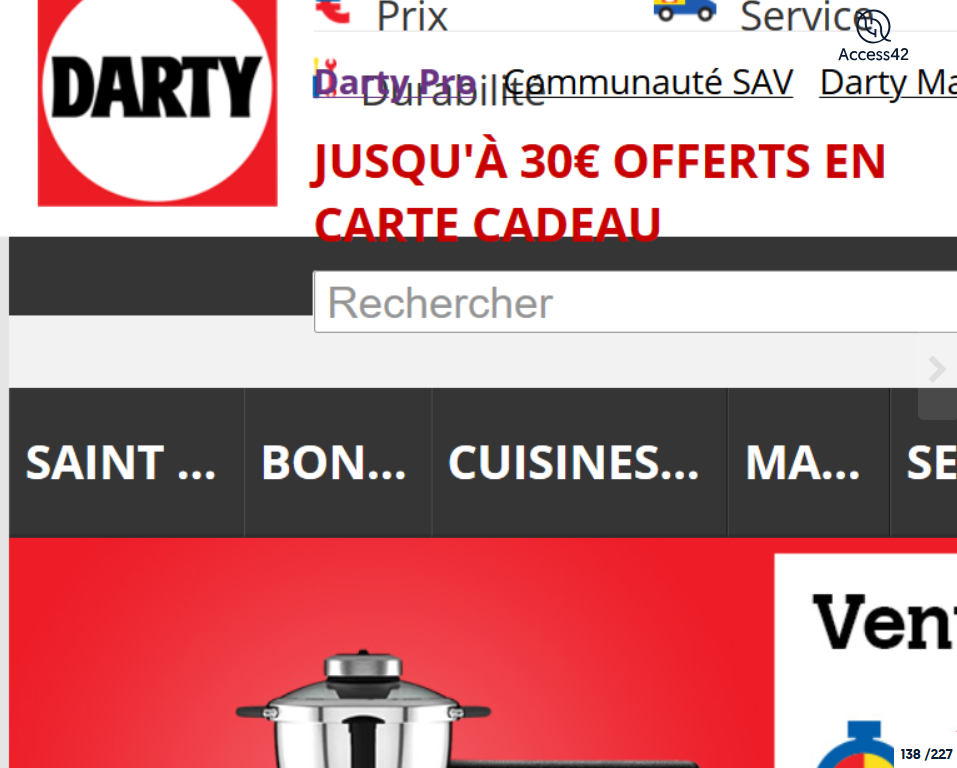 Prix
Service
Access42
DARTY
Darty Pro
Communauté SAV
Darty Ma
Durabilité
JUSQU'À 30€ OFFERTS EN
CARTE CADEAU
Rechercher
SAINT ...
BON...
CUISINES...
MA...
SE
Ven
138 /227